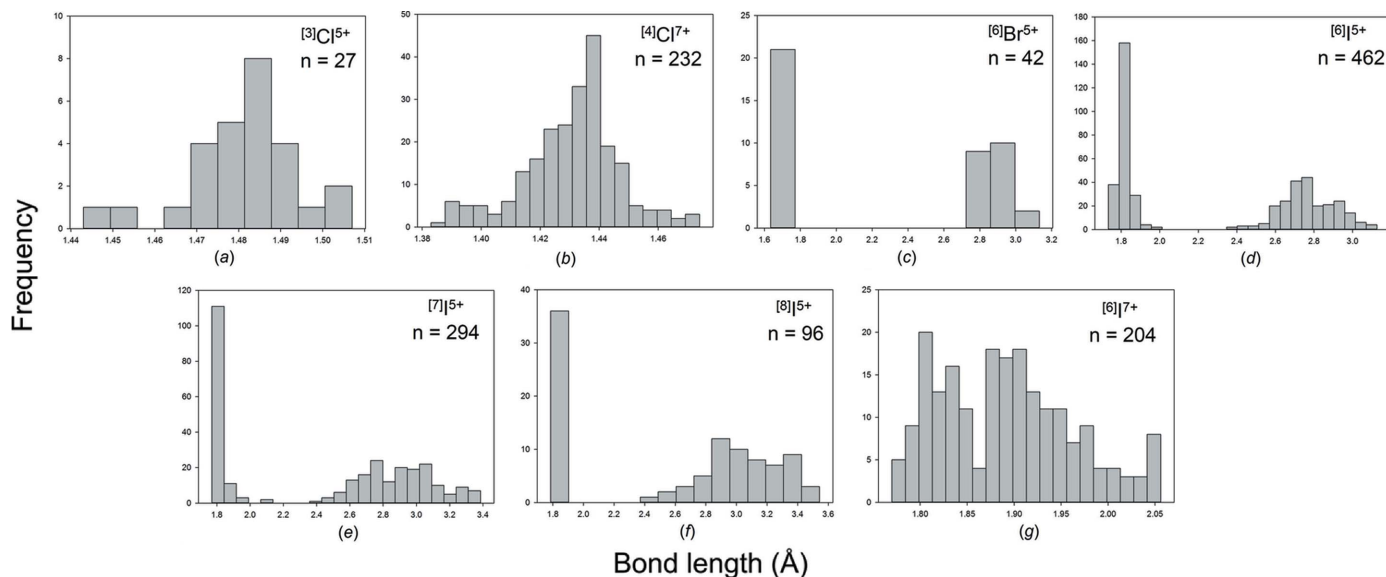 Frequency
[3]Cl5+
n = 27
10
8
6
4
2
0
1.44 1.45 1.46 1.47 1.48 1.49 1.50 1.51
(a)
[4]Cl7+
n = 232
50
40
30
20
10
0
1.38 1.40 1.42 1.44 1.46
(b)
[6]Br5+
n = 42
25
20
15
10
5
0
1.6 1.8 2.0 2.2 2.4 2.6 2.8 3.0 3.2
(c)
[6]I5+
n = 462
180
160
140
120
100
80
60
40
20
0
1.8 2.0 2.2 2.4 2.6 2.8 3.0
(d)
[7]I5+
n = 294
120
100
80
60
40
20
0
1.8 2.0 2.2 2.4 2.6 2.8 3.0 3.2 3.4
(e)
[8]I5+
n = 96
40
30
20
10
0
1.8 2.0 2.2 2.4 2.6 2.8 3.0 3.2 3.4 3.6
(f)
[6]I7+
n = 204
25
20
15
10
5
0
1.80 1.85 1.90 1.95 2.00 2.05
(g)
Bond length (Å)